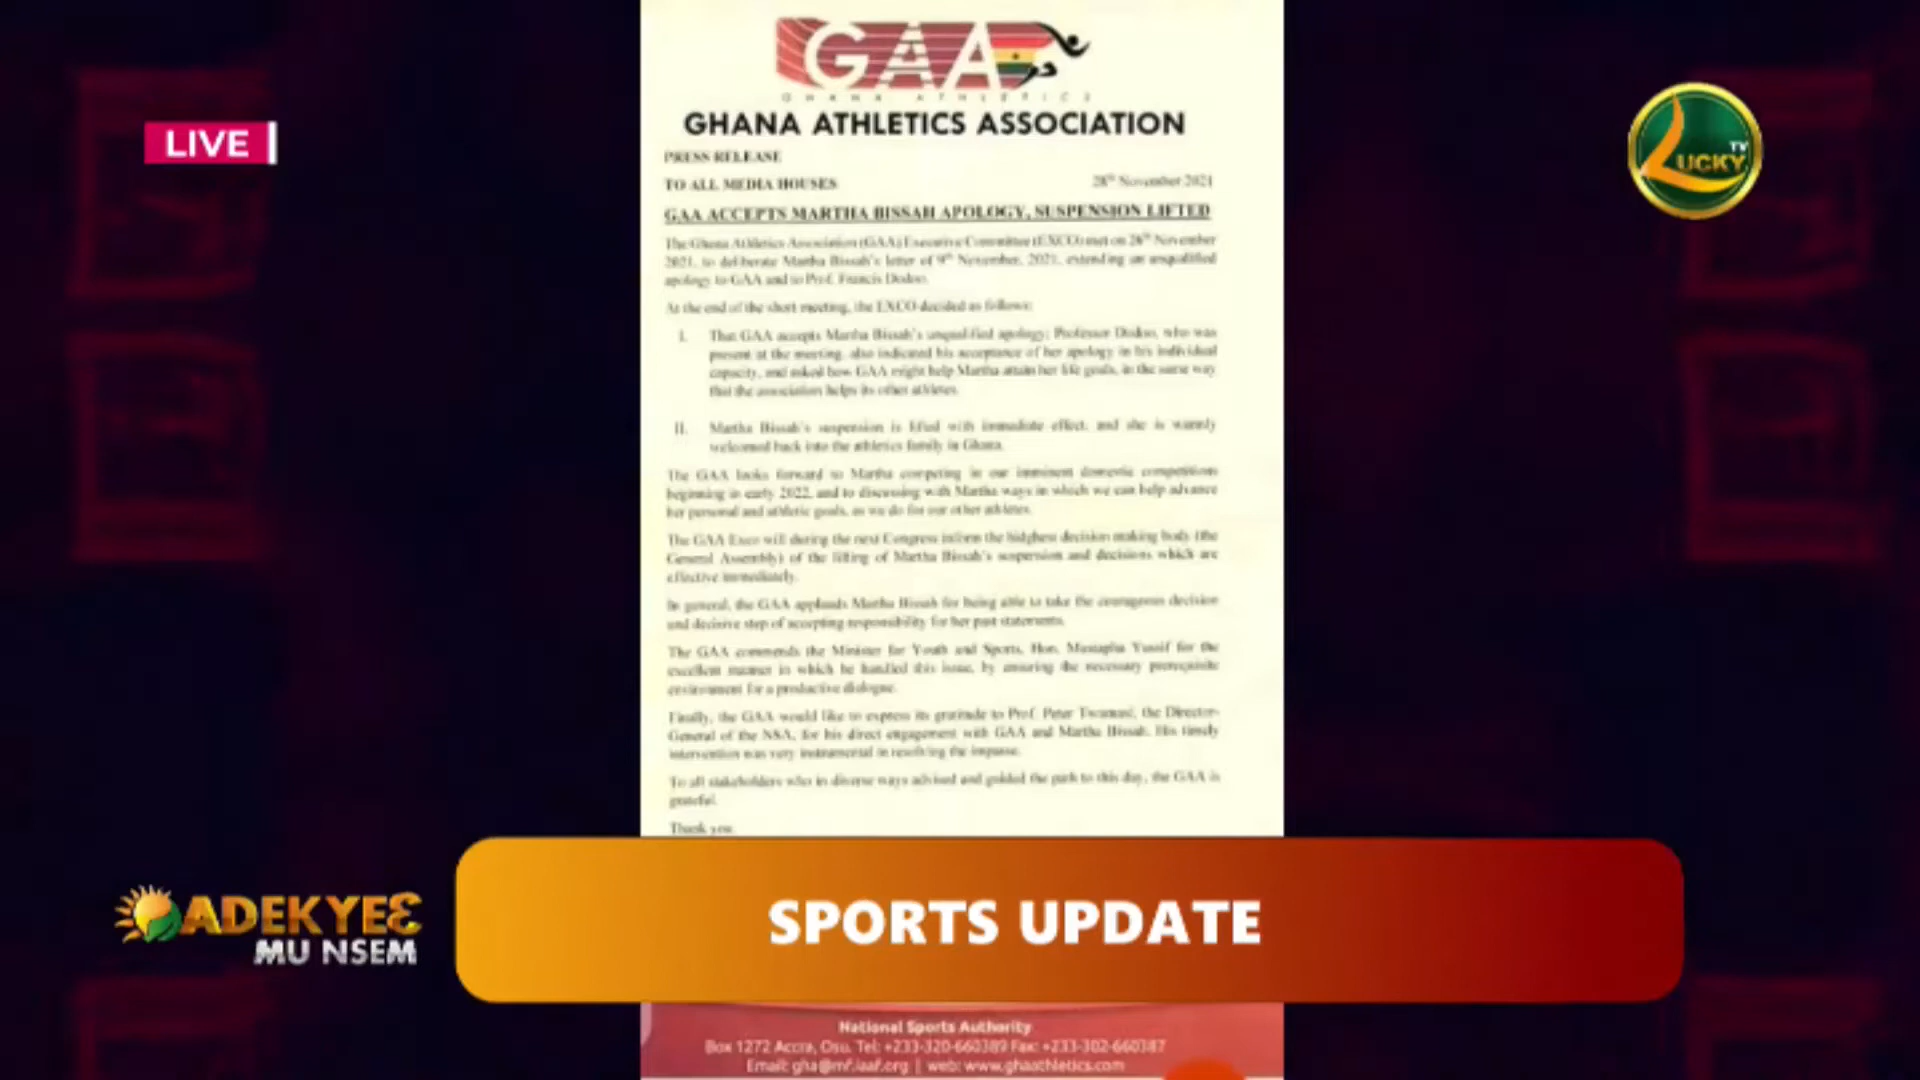 GAA
GHANA ATHLETICS
GHANA ATHLETICS ASSOCIATION
LIVE
LUCKY TV
PRESS RELEASE
TO ALL MEDIA HOUSES
28th November 2021
GAA ACCEPTS MARTHA BISSAH APOLOGY, SUSPENSION LIFTED
The Ghana Athletics Association (GAA) Executive Committee (EXCO) met on 26th November
2021, to deliberate Martha Bissah's letter of 9th November, 2021, extending an unqualified
apology to GAA and to Prof. Francis Dodoo.
At the end of the short meeting, the EXCO decided as follows:
I. That GAA accepts Martha Bissah's unqualified apology; Professor Dodoo, who was
present at the meeting, also indicated his acceptance of her apology in his individual
capacity, and asked how GAA might help Martha attain her life goals, in the same way
that the association helps its other athletes.
II. Martha Bissah's suspension is lifted with immediate effect, and she is warmly
welcomed back into the athletics family in Ghana.
The GAA looks forward to Martha competing in our imminent domestic competitions
beginning in early 2022, and to discussing with Martha ways in which we can help advance
her personal and athletic goals, as we do for our other athletes.
The GAA Exco will during the next Congress inform the highest decision making body (the
General Assembly) of the lifting of Martha Bissah's suspension and decisions which are
effective immediately.
In general, the GAA applauds Martha Bissah for being able to take the courageous decision
and decisive step of accepting responsibility for her past statements.
The GAA commends the Minister for Youth and Sports, Hon. Mustapha Yussif for the
excellent manner in which he handled this issue, by ensuring the necessary prerequisite
environment for a productive dialogue.
Finally, the GAA would like to express its gratitude to Prof. Peter Twumasi, the Director-
General of the NSA, for his direct engagement with GAA and Martha Bissah. His timely
intervention was very instrumental in resolving the impasse.
To all stakeholders who in diverse ways advised and guided the path to this day, the GAA is
grateful.
Thank you
ADEKYEƐ
MU NSEM
SPORTS UPDATE
National Sports Authority
Box 1272 Accra, Osu. Tel: +233-320-660389 Fax: +233-302-660387
Email: gha@mf.iaaf.org | web: www.ghaathletics.com